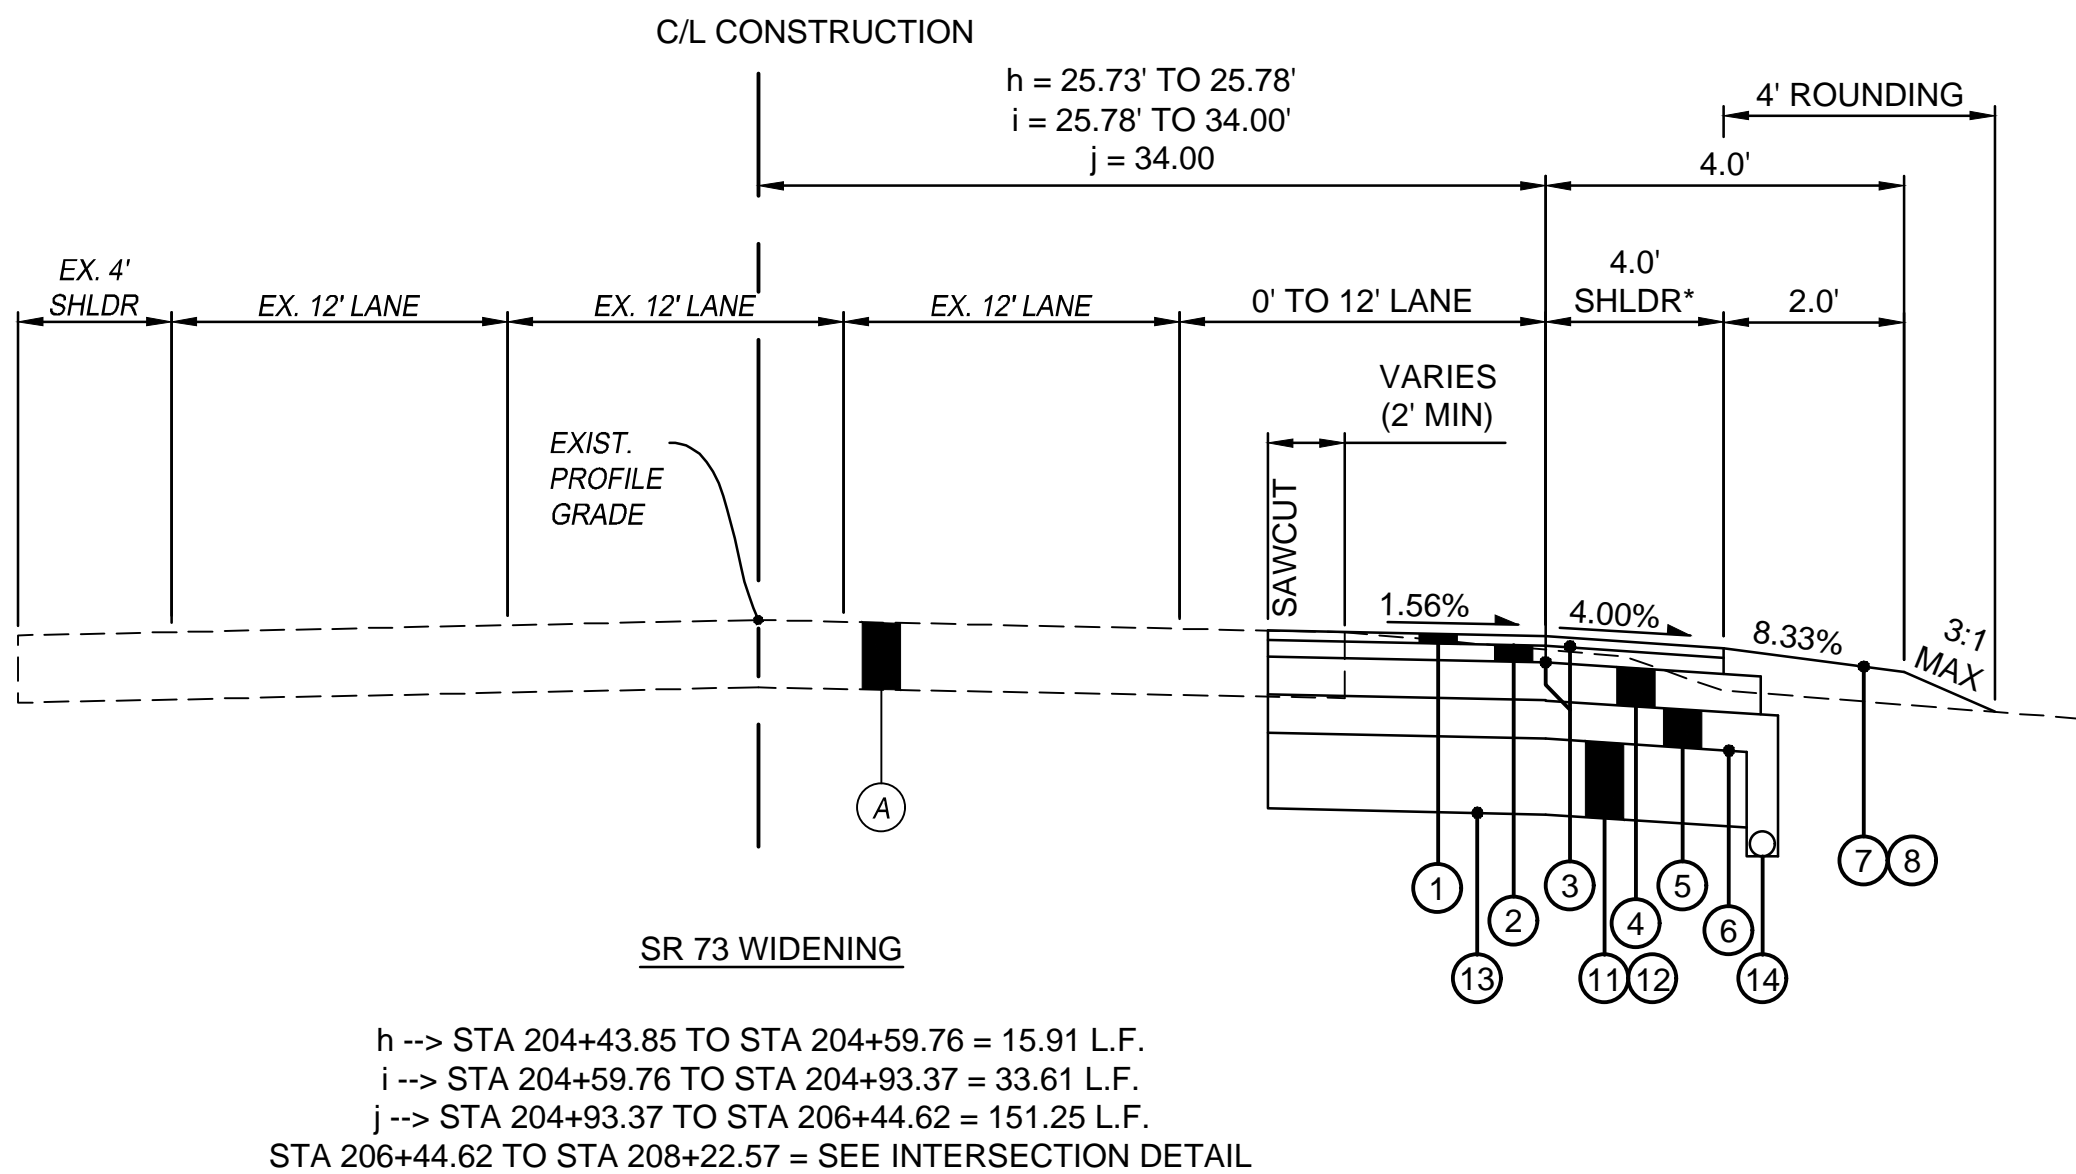 C/L CONSTRUCTION
h = 25.73' TO 25.78'
i = 25.78' TO 34.00'
j = 34.00
4' ROUNDING
4.0'
EX. 4'
SHLDR
EX. 12' LANE
EX. 12' LANE
EX. 12' LANE
0' TO 12' LANE
4.0'
SHLDR*
2.0'
VARIES
(2' MIN)
EXIST.
PROFILE
GRADE
SAWCUT
1.56%
4.00%
8.33%
3:1
MAX
A
1
2
3
4
5
6
7
8
13
11
12
14
SR 73 WIDENING
h --> STA 204+43.85 TO STA 204+59.76 = 15.91 L.F.
i --> STA 204+59.76 TO STA 204+93.37 = 33.61 L.F.
j --> STA 204+93.37 TO STA 206+44.62 = 151.25 L.F.
STA 206+44.62 TO STA 208+22.57 = SEE INTERSECTION DETAIL